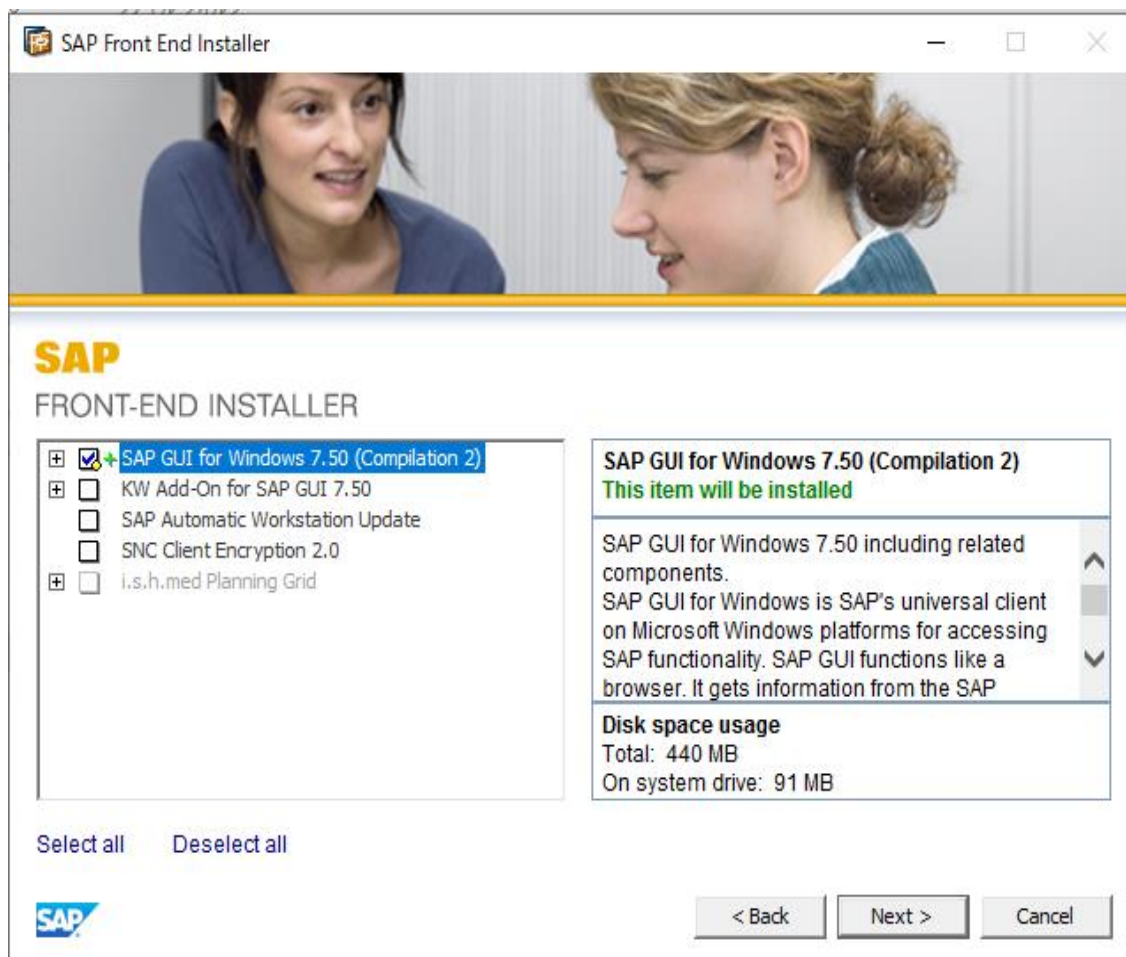 SAP Front End Installer
SAP
FRONT-END INSTALLER
SAP GUI for Windows 7.50 (Compilation 2)
KW Add-On for SAP GUI 7.50
SAP Automatic Workstation Update
SNC Client Encryption 2.0
i.s.h.med Planning Grid
SAP GUI for Windows 7.50 (Compilation 2)
This item will be installed
SAP GUI for Windows 7.50 including related
components.
SAP GUI for Windows is SAP's universal client
on Microsoft Windows platforms for accessing
SAP functionality. SAP GUI functions like a
browser. It gets information from the SAP
Disk space usage
Total: 440 MB
On system drive: 91 MB
Select all Deselect all
SAP
< Back Next > Cancel